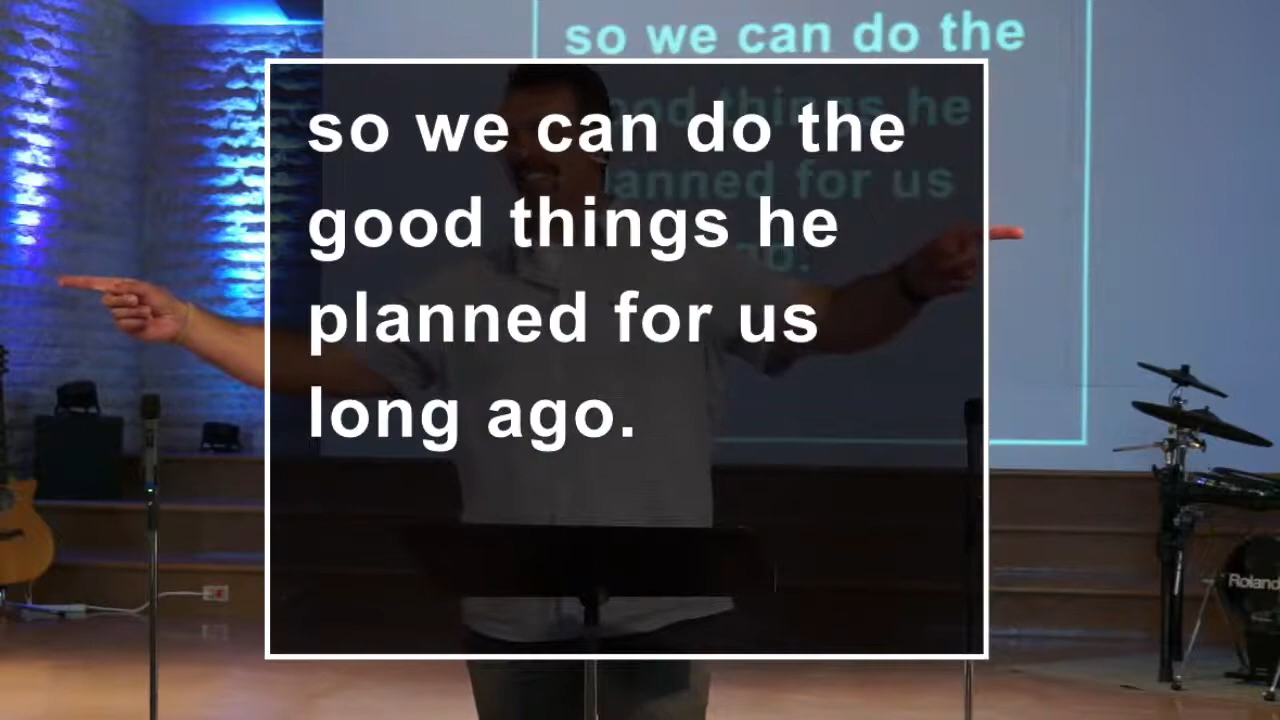 so we can do the
so we can do the
good things he
planned for us
long ago.
good things he
planned for us
ago.
Roland